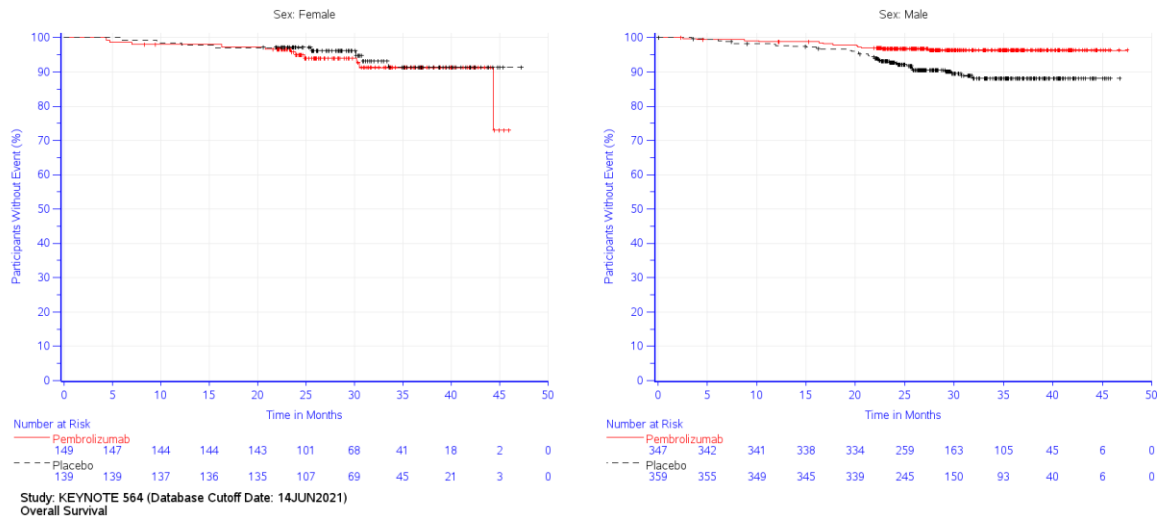 Sex: Female
Participants Without Event (%)
100
90
80
70
60
50
40
30
20
10
0
0 5 10 15 20 25 30 35 40 45 50
Time in Months
Number at Risk
Pembrolizumab
149 147 144 144 143 101 68 41 18 2 0
Placebo
139 139 137 136 135 107 69 45 21 3 0
Sex: Male
Participants Without Event (%)
100
90
80
70
60
50
40
30
20
10
0
0 5 10 15 20 25 30 35 40 45 50
Time in Months
Number at Risk
Pembrolizumab
347 342 341 338 334 259 163 105 45 6 0
Placebo
359 355 349 345 339 245 150 93 40 6 0
Study: KEYNOTE 564 (Database Cutoff Date: 14JUN2021)
Overall Survival